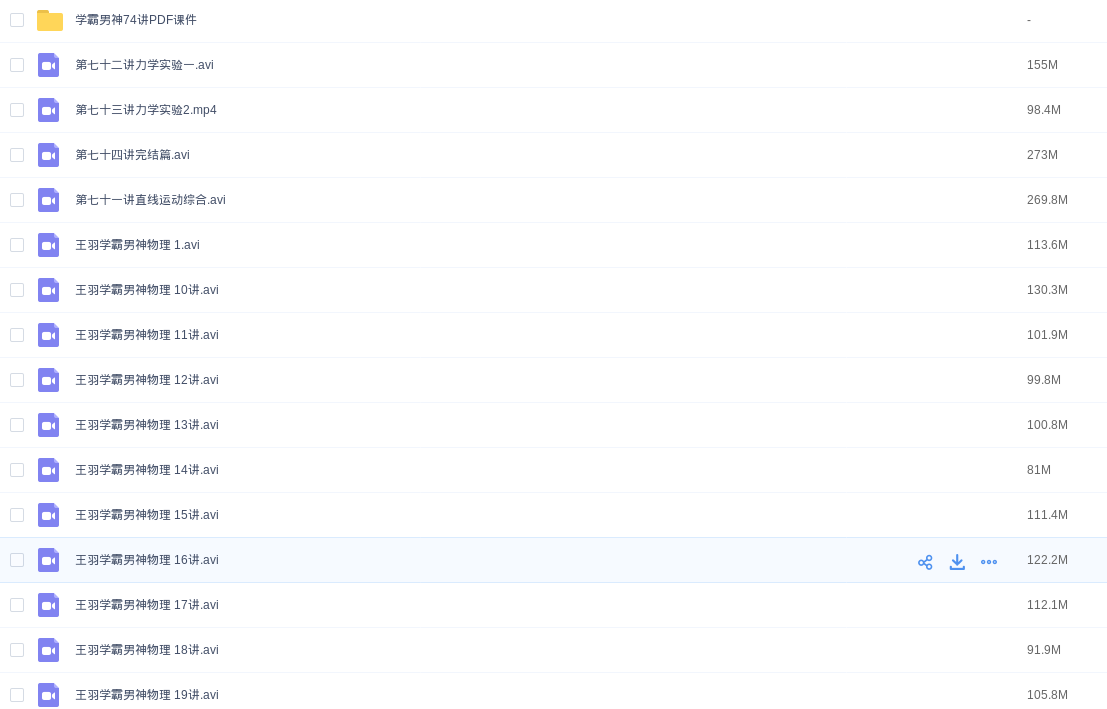 学霸男神74讲PDF课件 -
第七十二讲力学实验一.avi 155M
第七十三讲力学实验2.mp4 98.4M
第七十四讲完结篇.avi 273M
第七十一讲直线运动综合.avi 269.8M
王羽学霸男神物理 1.avi 113.6M
王羽学霸男神物理 10讲.avi 130.3M
王羽学霸男神物理 11讲.avi 101.9M
王羽学霸男神物理 12讲.avi 99.8M
王羽学霸男神物理 13讲.avi 100.8M
王羽学霸男神物理 14讲.avi 81M
王羽学霸男神物理 15讲.avi 111.4M
王羽学霸男神物理 16讲.avi 122.2M
王羽学霸男神物理 17讲.avi 112.1M
王羽学霸男神物理 18讲.avi 91.9M
王羽学霸男神物理 19讲.avi 105.8M